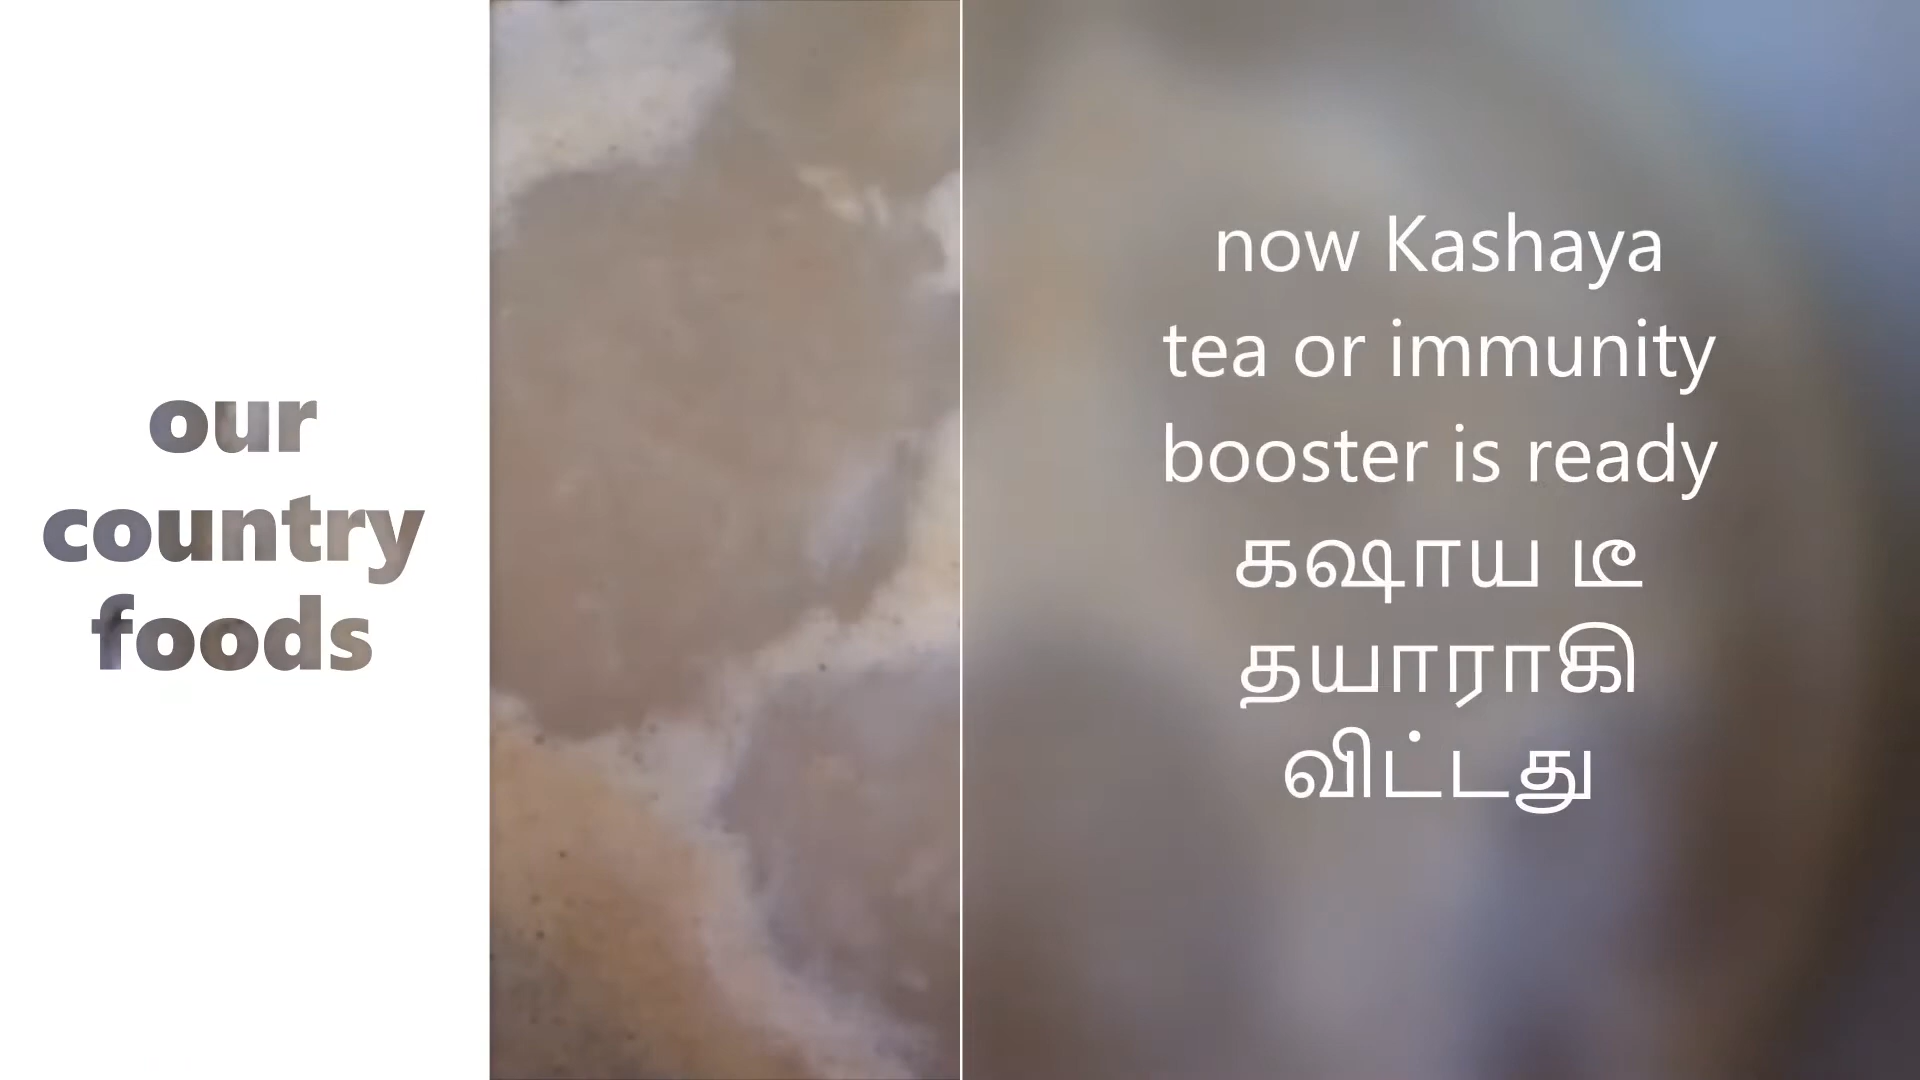 our
country
foods
now Kashaya
tea or immunity
booster is ready
கஷாய டீ
தயாராகி
விட்டது